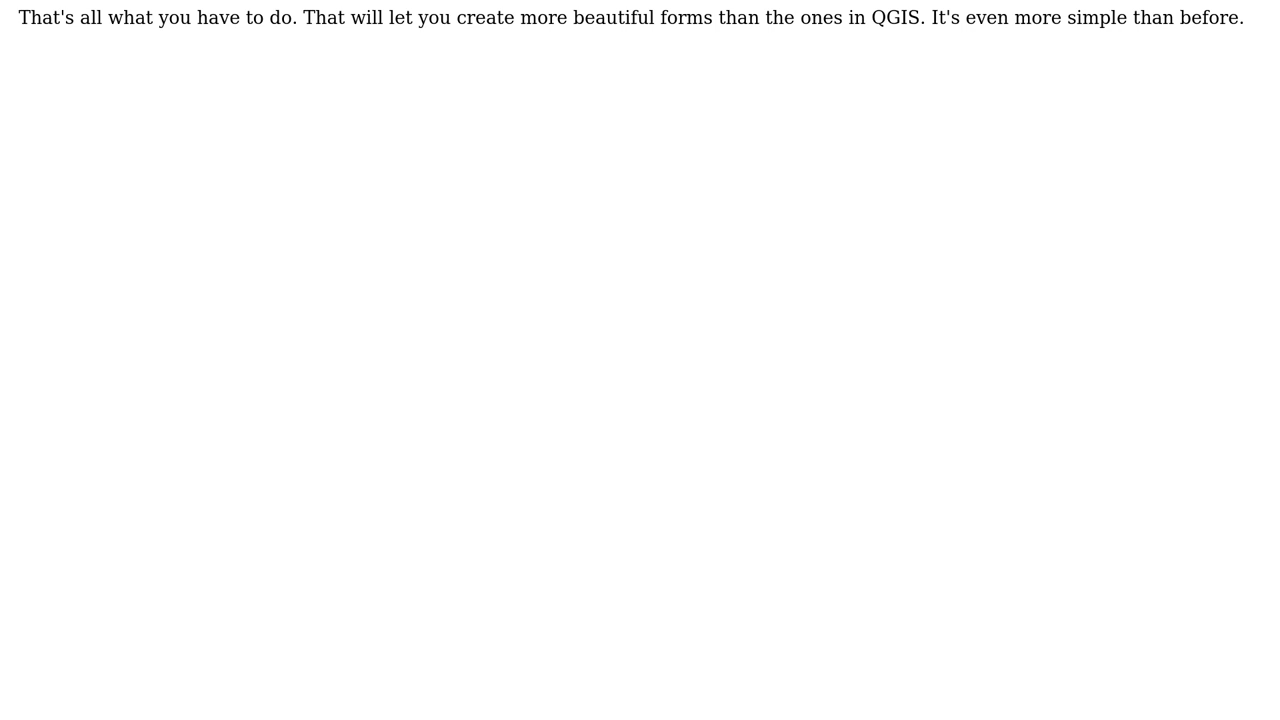 That's all what you have to do. That will let you create more beautiful forms than the ones in QGIS. It's even more simple than before.